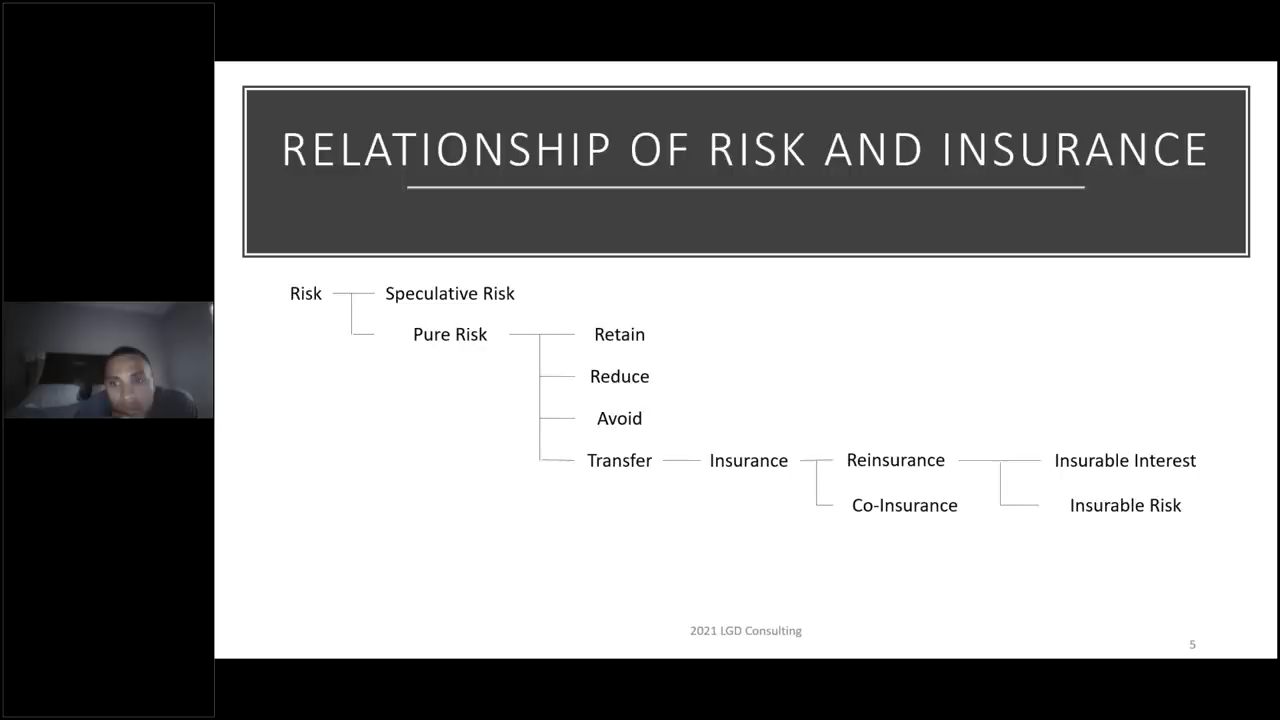 RELATIONSHIP OF RISK AND INSURANCE
Risk Speculative Risk
Pure Risk Retain
Reduce
Avoid
Transfer Insurance Reinsurance Insurable Interest
Co-Insurance Insurable Risk
2021 LGD Consulting
5